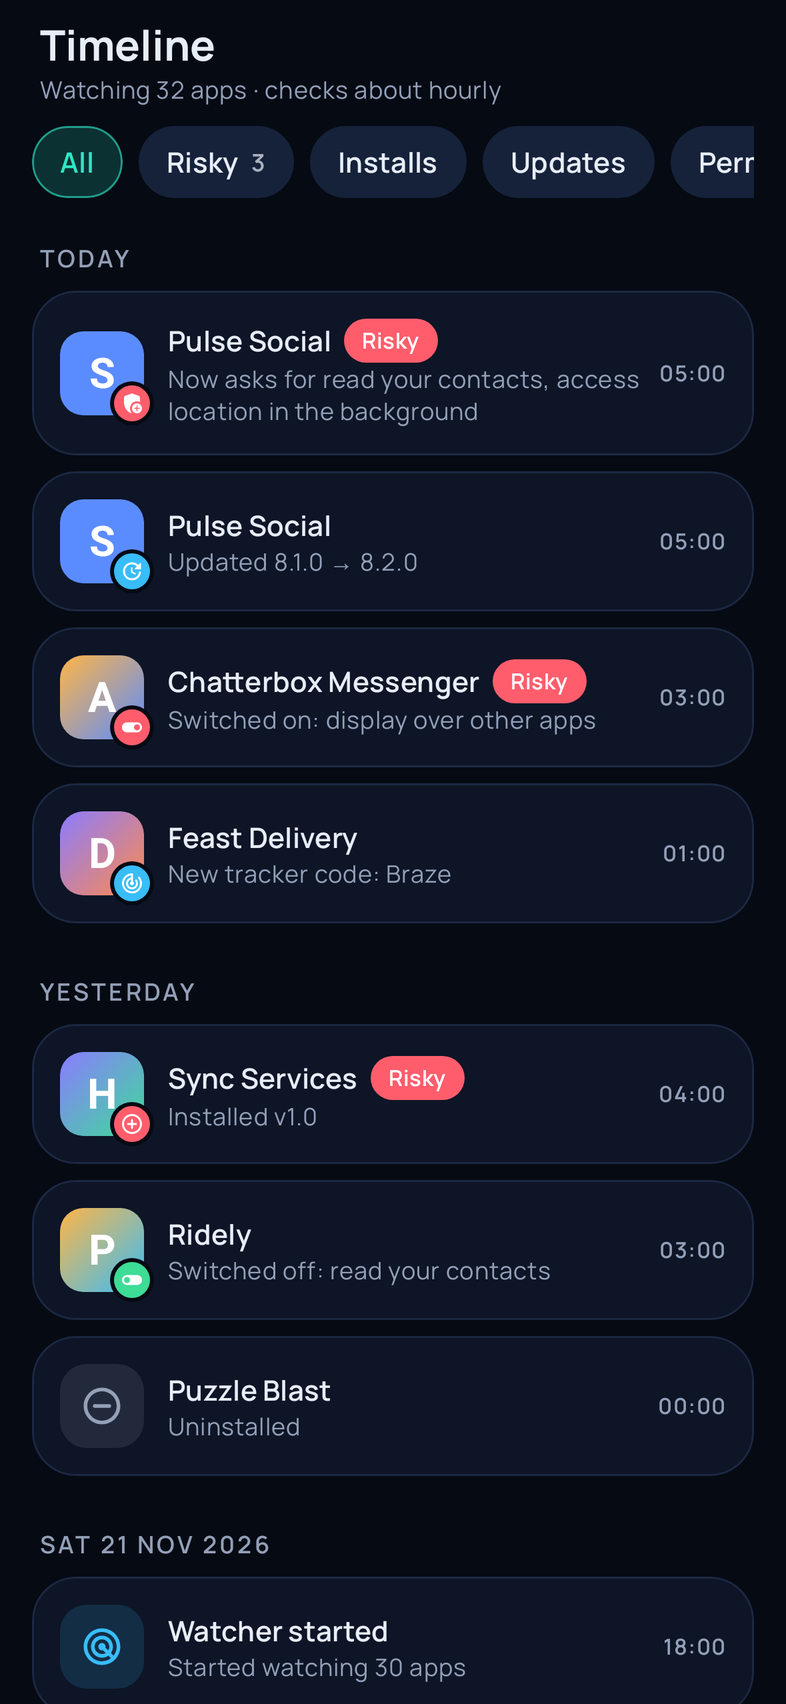 Timeline
Watching 32 apps · checks about hourly
All
Risky 3
Installs
Updates
TODAY
S
Pulse Social Risky
Now asks for read your contacts, access
location in the background
05:00
S
Pulse Social
Updated 8.1.0 → 8.2.0
05:00
A
Chatterbox Messenger Risky
Switched on: display over other apps
03:00
D
Feast Delivery
New tracker code: Braze
01:00
YESTERDAY
H
Sync Services Risky
Installed v1.0
04:00
P
Ridely
Switched off: read your contacts
03:00
Puzzle Blast
Uninstalled
00:00
SAT 21 NOV 2026
Watcher started
Started watching 30 apps
18:00